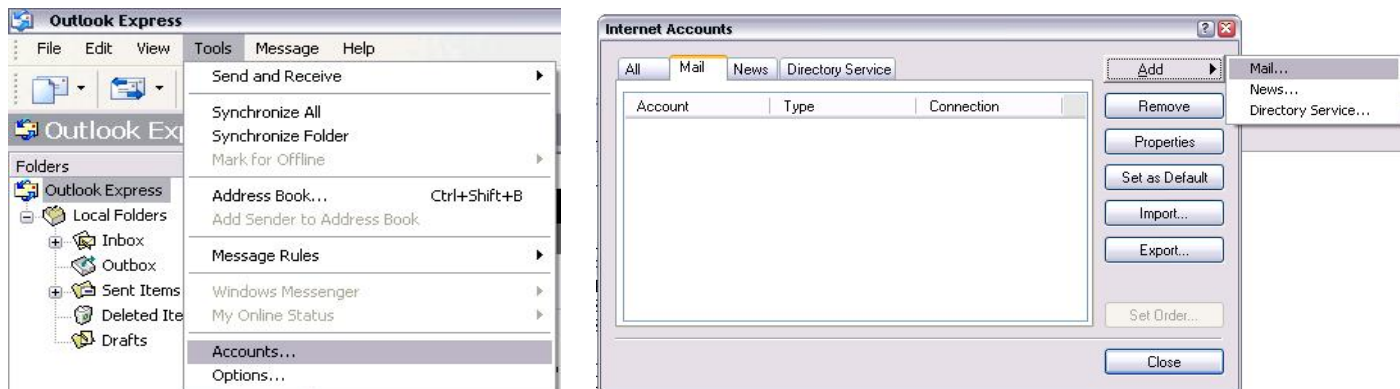 Outlook Express
File Edit View Tools Message Help
Send and Receive
Synchronize All
Synchronize Folder
Mark for Offline
Address Book... Ctrl+Shift+B
Add Sender to Address Book
Message Rules
Windows Messenger
My Online Status
Accounts...
Options...
Outlook Exp
Folders
Outlook Express
Local Folders
Inbox
Outbox
Sent Items
Deleted Ite
Drafts
Internet Accounts
All Mail News Directory Service
Account Type Connection
Add
Remove
Properties
Set as Default
Import...
Export...
Set Order...
Close
Mail...
News...
Directory Service...